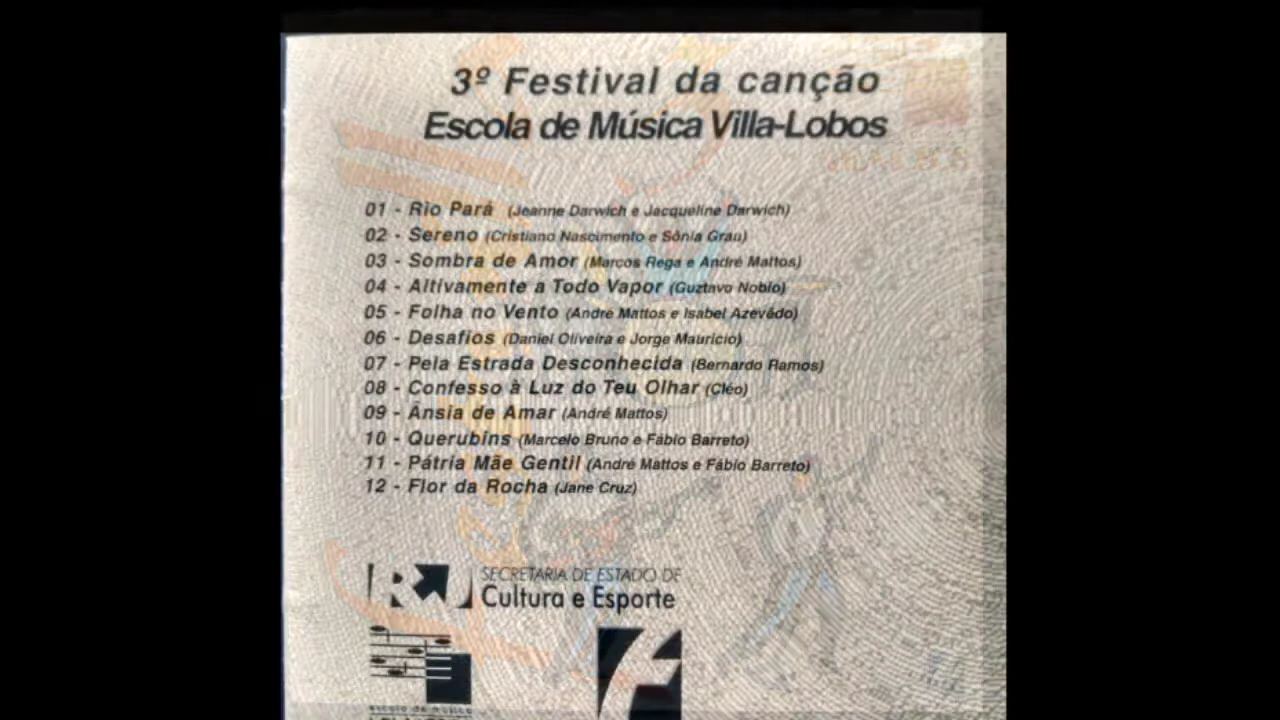 3º Festival da canção
Escola de Música Villa-Lobos
01 - Rio Pará (Jeanne Darwich e Jacqueline Darwich)
02 - Sereno (Cristiano Nascimento e Sônia Grau)
03 - Sombra de Amor (Marcos Rega e André Mattos)
04 - Altivamente a Todo Vapor (Guztavo Noblo)
05 - Folha no Vento (André Mattos e Isabel Azevêdo)
06 - Desafios (Daniel Oliveira e Jorge Maurício)
07 - Pela Estrada Desconhecida (Bernardo Ramos)
08 - Confesso à Luz do Teu Olhar (Cléo)
09 - Ânsia de Amar (André Mattos)
10 - Querubins (Marcelo Bruno e Fábio Barreto)
11 - Pátria Mãe Gentil (André Mattos e Fábio Barreto)
12 - Flor da Rocha (Jane Cruz)
SECRETARIA DE ESTADO DE
Cultura e Esporte
escola de música